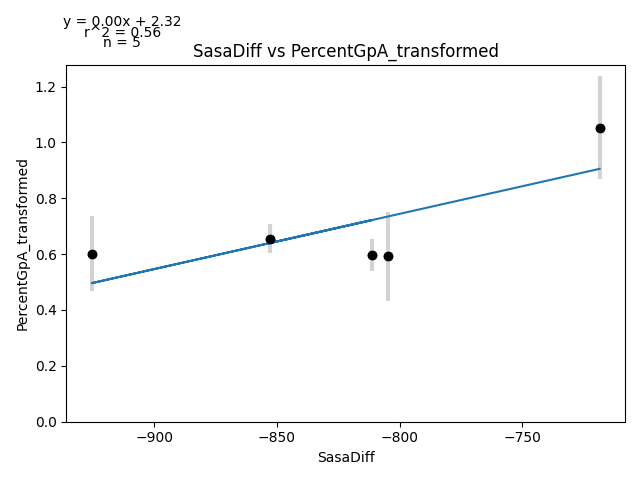 y = 0.00x + 2.32
r^2 = 0.56
n = 5
SasaDiff vs PercentGpA_transformed
PercentGpA_transformed
1.2
1.0
0.8
0.6
0.4
0.2
0.0
−900
−850
−800
−750
SasaDiff